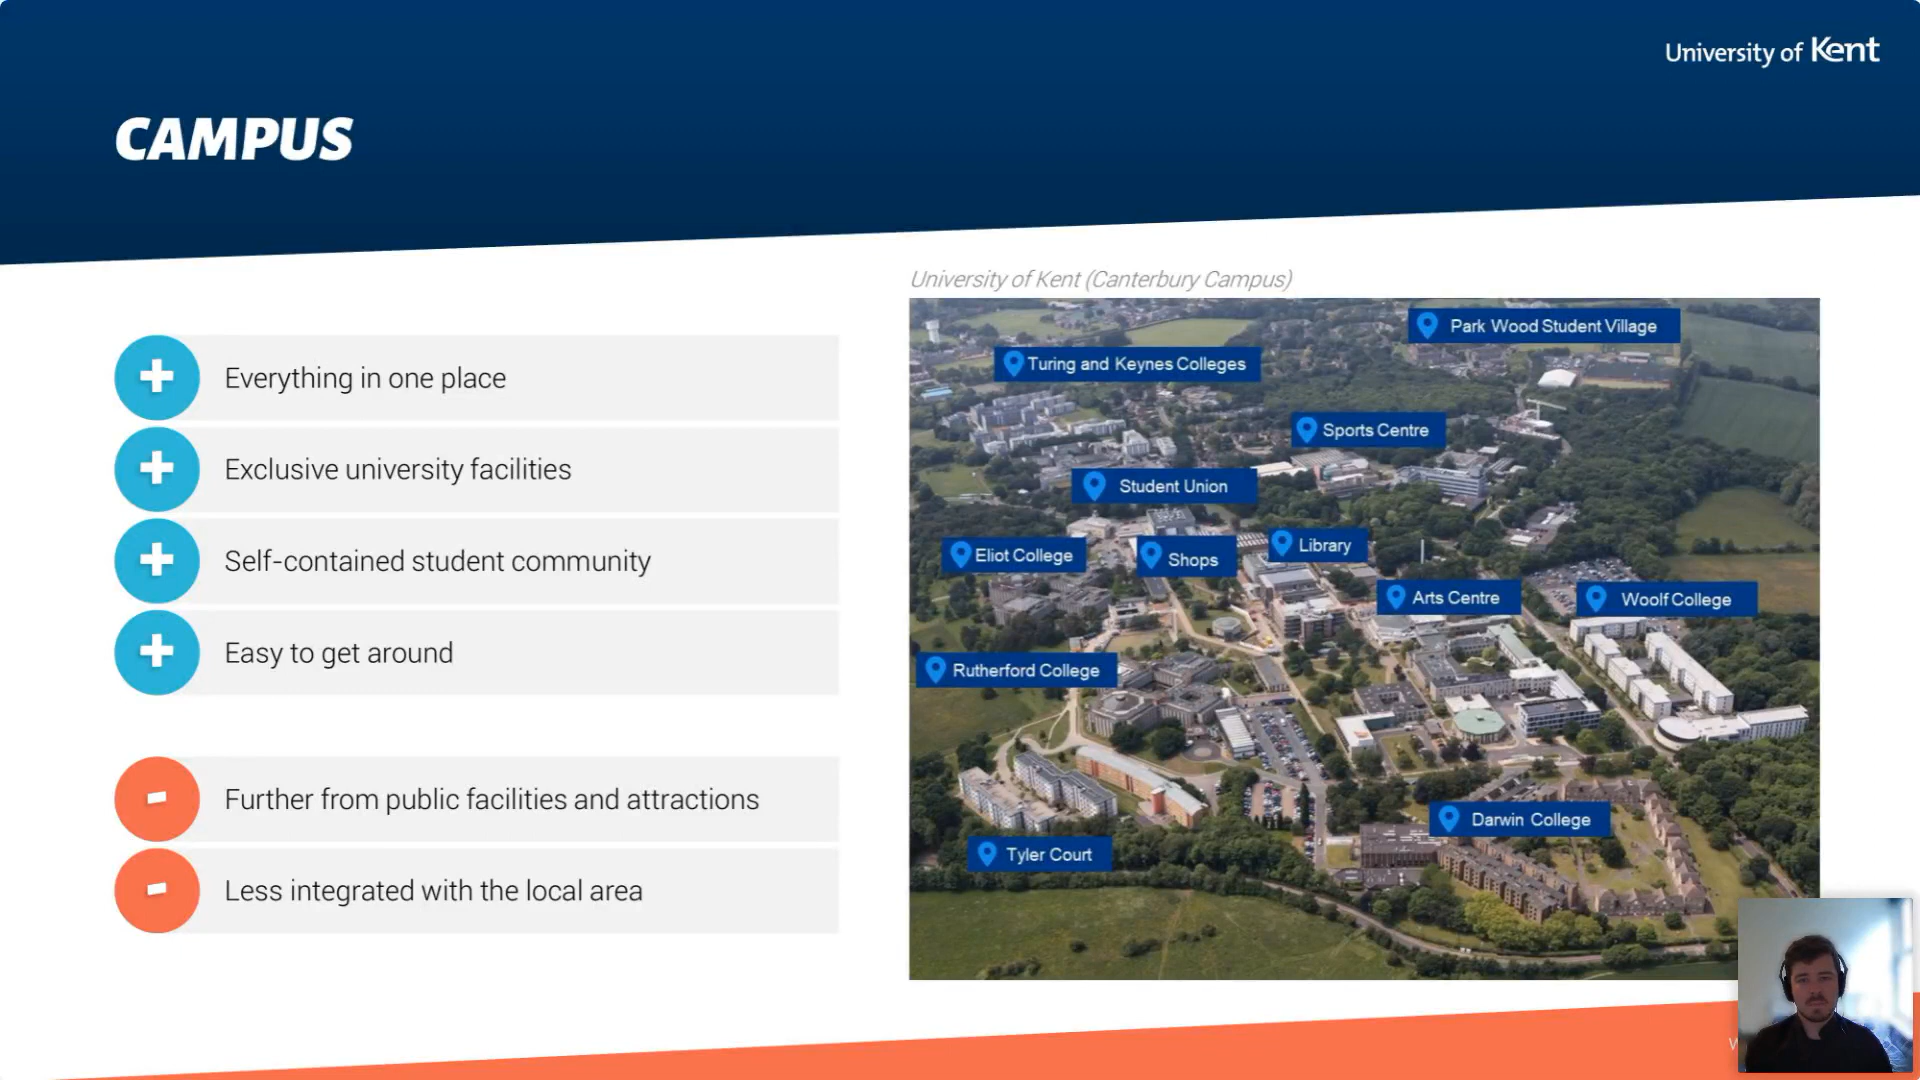 University of Kent
CAMPUS
University of Kent (Canterbury Campus)
Everything in one place
Exclusive university facilities
Self-contained student community
Easy to get around
Further from public facilities and attractions
Less integrated with the local area
Park Wood Student Village
Turing and Keynes Colleges
Sports Centre
Student Union
Eliot College
Shops
Library
Arts Centre
Woolf College
Rutherford College
Darwin College
Tyler Court